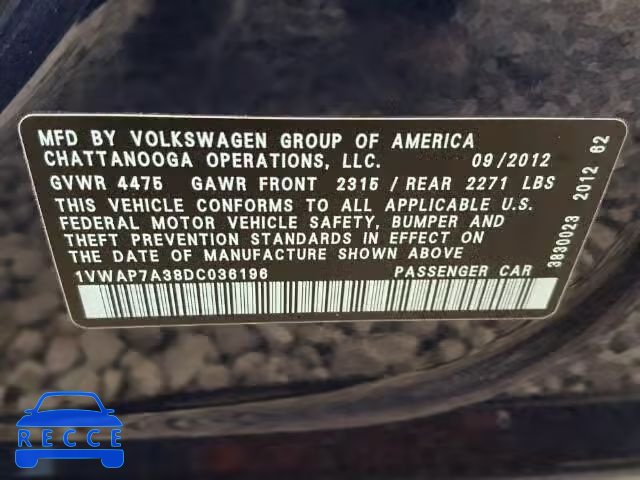 MFD BY VOLKSWAGEN GROUP OF AMERICA
CHATTANOOGA OPERATIONS, LLC. 09/2012
GVWR 4475 GAWR FRONT 2315 / REAR 2271 LBS
THIS VEHICLE CONFORMS TO ALL APPLICABLE U.S.
FEDERAL MOTOR VEHICLE SAFETY, BUMPER AND
THEFT PREVENTION STANDARDS IN EFFECT ON
THE DATE OF MANUFACTURE SHOWN ABOVE
1VWAP7A38DC036196 PASSENGER CAR
3830023 2012 62
RECCE